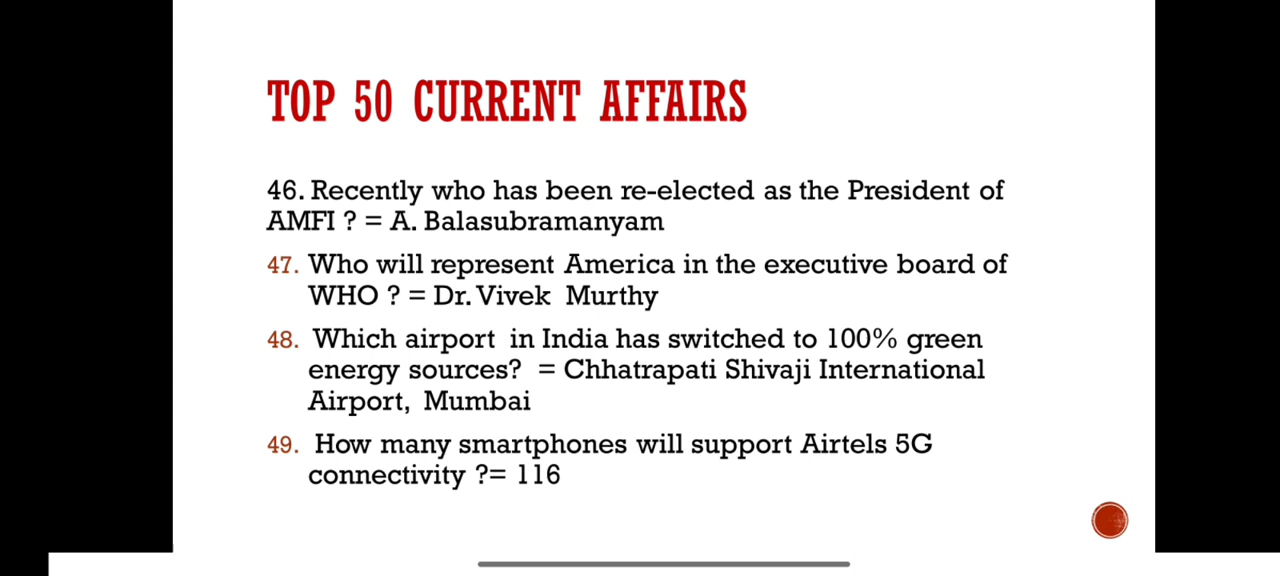 TOP 50 CURRENT AFFAIRS
46. Recently who has been re-elected as the President of
AMFI ? = A. Balasubramanyam
47. Who will represent America in the executive board of
WHO ? = Dr. Vivek Murthy
48. Which airport in India has switched to 100% green
energy sources? = Chhatrapati Shivaji International
Airport, Mumbai
49. How many smartphones will support Airtels 5G
connectivity ?= 116